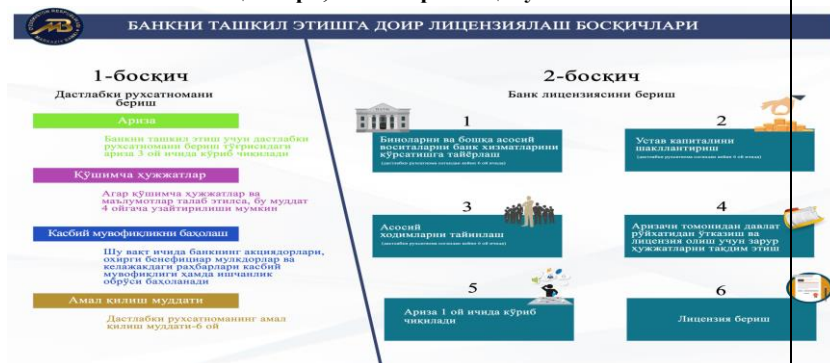 БАНКНИ ТАШКИЛ ЭТИШГА ДОИР ЛИЦЕНЗИЯЛАШ БОСҚИЧЛАРИ
1-босқич
Дастлабки рухсатномани
бериш
Ариза
Банкни ташкил этиш учун дастлабки
рухсатномани бериш тўғрисидаги
ариза 3 ой ичида кўриб чиқилади
Қўшимча ҳужжатлар
Агар қўшимча ҳужжатлар ва
маълумотлар талаб этилса, бу муддат
4 ойгача узайтирилиши мумкин
Касбий мувофиқликни баҳолаш
Шу вақт ичида банкнинг акциядорлари,
охирги бенефициар мулкдорлар ва
келажакдаги раҳбарлари касбий
мувофиқлиги ҳамда ишчанлик
обрўси баҳоланади
Амал қилиш муддати
Дастлабки рухсатноманинг амал
қилиш муддати-6 ой
2-босқич
Банк лицензиясини бериш
1
Биноларни ва бошқа асосий
воситаларни банк хизматларини
кўрсатишга тайёрлаш
2
Устав капиталини
шакллантириш
3
Асосий
ходимларни тайинлаш
4
Аризачи томонидан давлат
рўйхатидан ўтказиш ва
лицензия олиш учун зарур
ҳужжатларни тақдим этиш
5
Ариза 1 ой ичида кўриб
чиқилади
6
Лицензия бериш